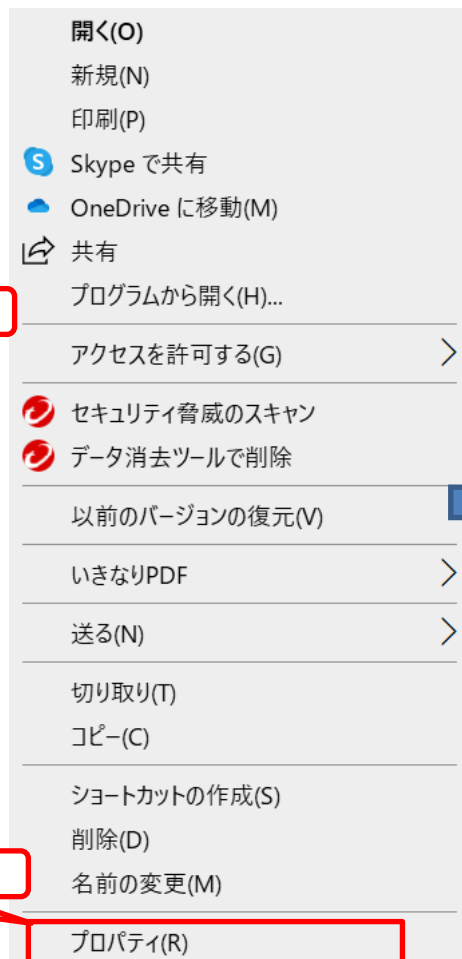 開く(O)
新規(N)
印刷(P)
Skype で共有
OneDrive に移動(M)
共有
プログラムから開く(H)...
アクセスを許可する(G)
セキュリティ脅威のスキャン
データ消去ツールで削除
以前のバージョンの復元(V)
いきなりPDF
送る(N)
切り取り(T)
コピー(C)
ショートカットの作成(S)
削除(D)
名前の変更(M)
プロパティ(R)